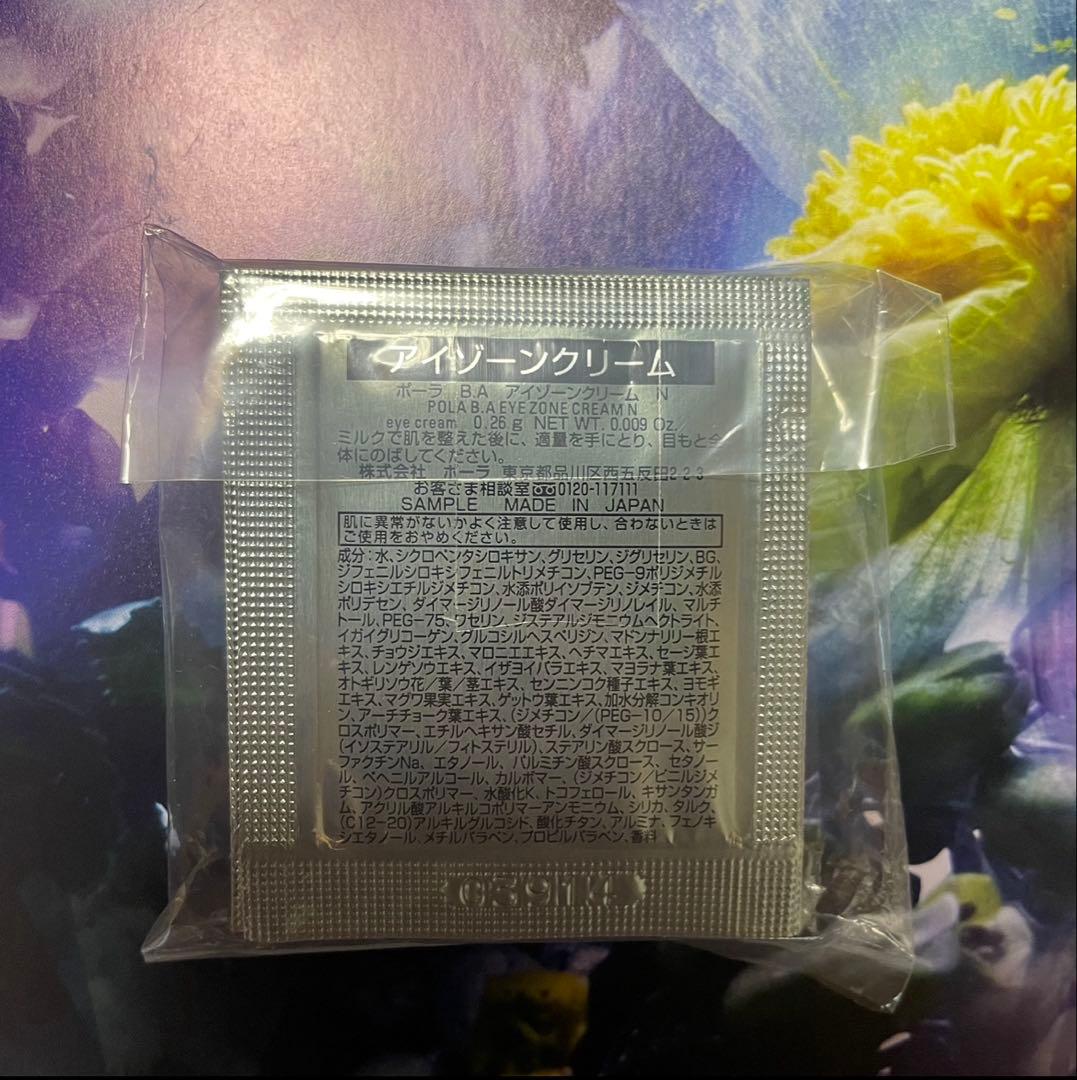 アイゾーンクリーム
ポーラ B.A アイゾーンクリーム N
POLA B.A EYE ZONE CREAM N
eye cream 0.26 g NET WT. 0.009 Oz.
ミルクで肌を整えた後に、適量を手にとり、目もと全
体にのばしてください。
株式会社 ポーラ 東京都品川区西五反田2-2-3
お客さま相談室 0120-117111
SAMPLE MADE IN JAPAN
肌に異常がないかよく注意して使用し、合わないときは
ご使用をおやめください。
成分:水、シクロペンタシロキサン、グリセリン、ジグリセリン、BG、
ジフェニルシロキシフェニルトリメチコン、PEG-9ポリジメチル
シロキシエチルジメチコン、水添ポリイソブテン、ジメチコン、水添
ポリデセン、ダイマージリノール酸ダイマージリノレイル、マルチ
トール、PEG-75、ワセリン、ジステアルジモニウムヘクトライト、
イガイグリコーゲン、グルコシルヘスペリジン、マドンナリリー根エ
キス、チョウジエキス、マロニエエキス、ヘチマエキス、セージ葉エ
キス、レンゲソウエキス、イザヨイバラエキス、マヨラナ葉エキス、
オトギリソウ花/葉/茎エキス、センニンコク種子エキス、ヨモギ
エキス、マグワ果実エキス、ゲットウ葉エキス、加水分解コンキオリ
ン、アーチチョーク葉エキス、(ジメチコン/(PEG-10/15))ク
ロスポリマー、エチルヘキサン酸セチル、ダイマージリノール酸ジ
(イソステアリル/フィトステリル)、ステアリン酸スクロース、サー
ファクチンNa、エタノール、パルミチン酸スクロース、セタノー
ル、ベヘニルアルコール、カルボマー、(ジメチコン/ビニルジメ
チコン)クロスポリマー、水酸化K、トコフェロール、キサンタンガ
ム、アクリル酸アルキルコポリマーアンモニウム、シリカ、タルク、
(C12-20)アルキルグルコシド、酸化チタン、アルミナ、フェノキ
シエタノール、メチルパラベン、プロピルパラベン、香料
03914